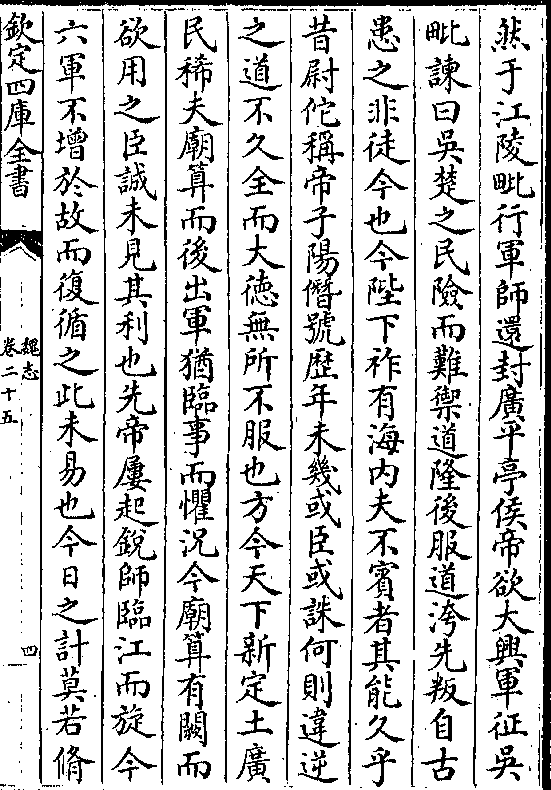 然于江陵毗行軍師還封廣平亭侯帝欲大興軍征吳
毗諫曰吳楚之民險而難禦道隆後服道洿先叛自古
患之非徒今也今陛下祚有海内夫不賓者其能久乎
昔尉佗稱帝子陽僭號歴年未幾或臣或誅何則違逆
之道不久全而大徳無所不服也方今天下新定土廣
民稀夫廟算而後出軍猶臨事而懼況今廟算有闕而
欲用之臣誠未見其利也先帝屢起銳師臨江而旋今
六軍不增於故而復循之此未易也今日之計莫若脩
欽定四庫全書
魏志
卷二十五
四